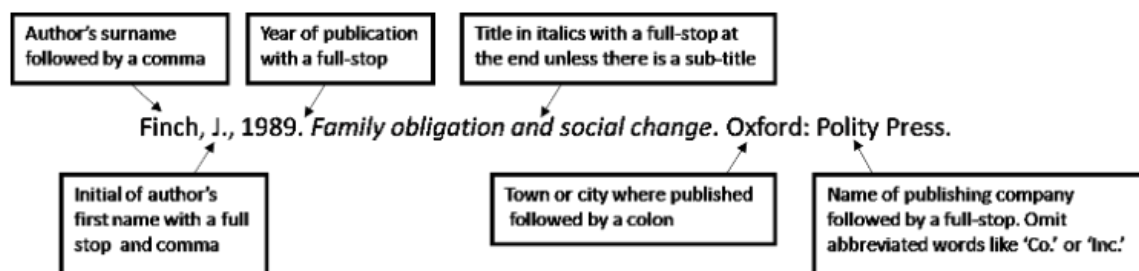 Author's surname
followed by a comma
Year of publication
with a full-stop
Title in italics with a full-stop at
the end unless there is a sub-title
Finch, J., 1989. Family obligation and social change. Oxford: Polity Press.
Initial of author's
first name with a full
stop and comma
Town or city where published
followed by a colon
Name of publishing company
followed by a full-stop. Omit
abbreviated words like 'Co.' or 'Inc.'